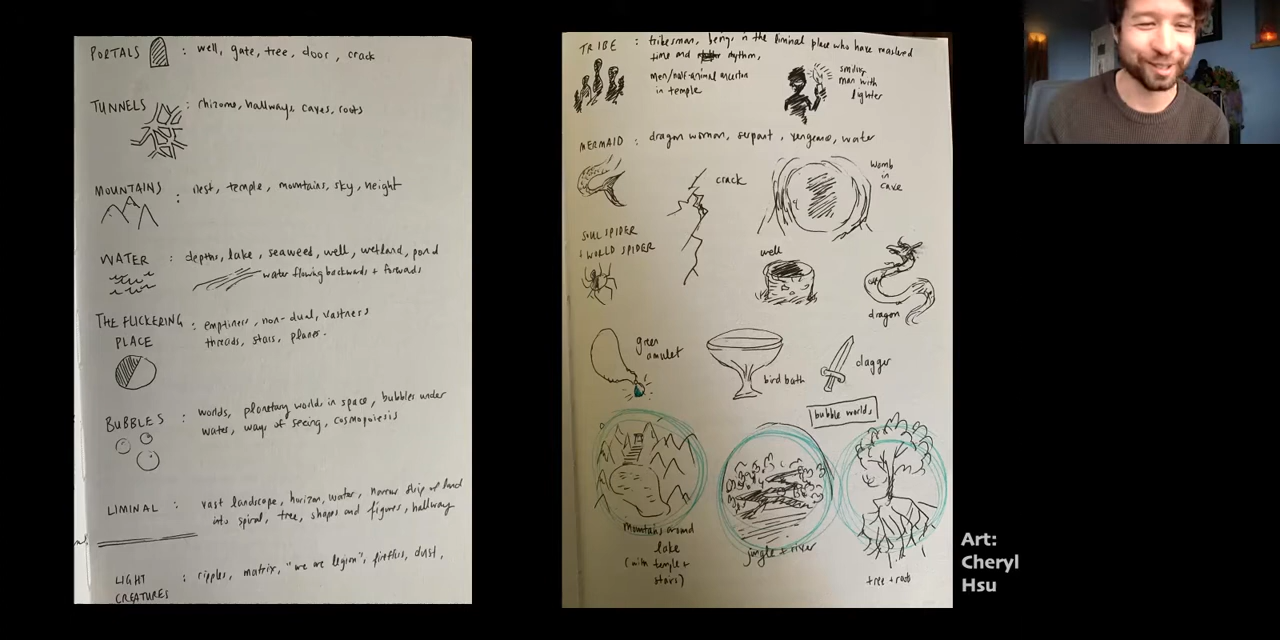 PORTALS : well, gate, tree, door, crack
TUNNELS : rhizome, hallways, caves, roots
MOUNTAINS : nest, temple, mountains, sky, height
WATER : depths, lake, seaweed, well, wetland, pond
water flowing backwards + forwards
THE FLICKERING PLACE : emptiness, non-dual, vastness
threads, stars, planes.
BUBBLES : worlds, planetary worlds in space, bubbles under
water, ways of seeing, cosmopoiesis
LIMINAL : vast landscape, horizon, water, narrow strip of land
into spiral, tree, shapes and figures, hallway
LIGHT CREATURES : ripples, matrix, "we are legion", fireflies, dust,
TRIBE : tribesman, beings in the liminal place who have mastered
time and rhythm,
men/half-animal ancestors
in temple
smiling
man with
lighter
MERMAID : dragon woman, serpant, vengeance, water
crack
womb
in
cave
SOUL SPIDER
+ WORLD SPIDER
well
dragon
green
amulet
bird bath
dagger
bubble worlds
mountains around
lake
(with temple +
stairs)
jungle + river
tree + roots
Art:
Cheryl
Hsu